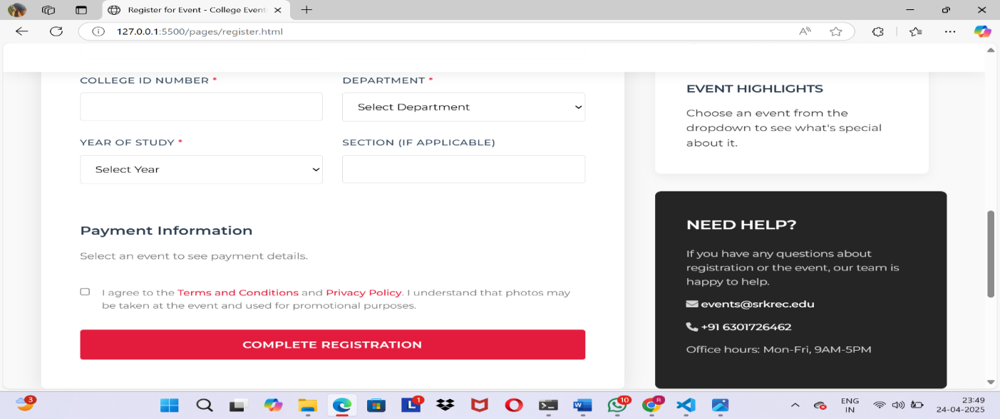 Register for Event - College Event
127.0.0.1:5500/pages/register.html
COLLEGE ID NUMBER *
DEPARTMENT *
Select Department
YEAR OF STUDY *
SECTION (IF APPLICABLE)
Select Year
Payment Information
Select an event to see payment details.
I agree to the Terms and Conditions and Privacy Policy. I understand that photos may
be taken at the event and used for promotional purposes.
COMPLETE REGISTRATION
EVENT HIGHLIGHTS
Choose an event from the
dropdown to see what's special
about it.
NEED HELP?
If you have any questions about
registration or the event, our team is
happy to help.
events@srkrec.edu
+91 6301726462
Office hours: Mon-Fri, 9AM-5PM
3
L
1
W
10
R
ENG
IN
23:49
24-04-2025